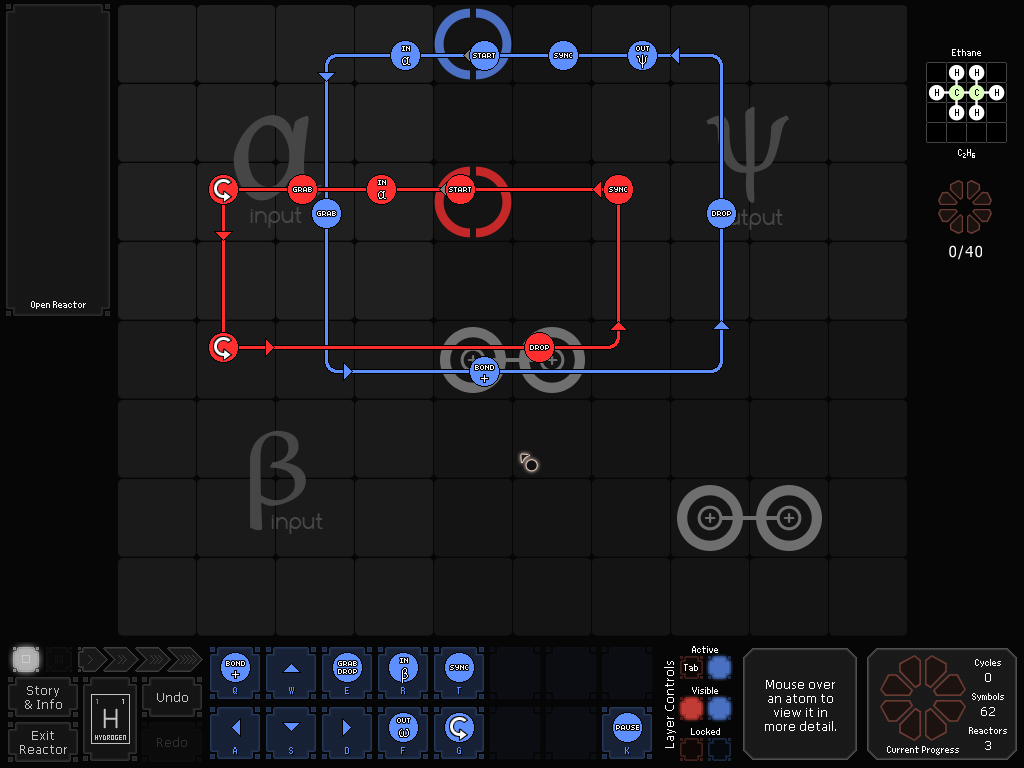 IN
α
START
SYNC
OUT
Ψ
α
input
ψ
output
GRAB
IN
α
START
SYNC
GRAB
DROP
DROP
BOND
+
β
input
Open Reactor
Ethane
H H
H C C H
H H
C₂H₆
0/40
Story
& Info
Exit
Reactor
1 1
H
HYDROGEN
Undo
Redo
BOND
+
Q
W
GRAB
DROP
E
IN
β
R
SYNC
T
A
S
D
OUT
ω
F
G
PAUSE
K
Layer Controls
Active
Tab
Visible
Locked
Mouse over
an atom to
view it in
more detail.
Cycles
0
Symbols
62
Reactors
3
Current Progress